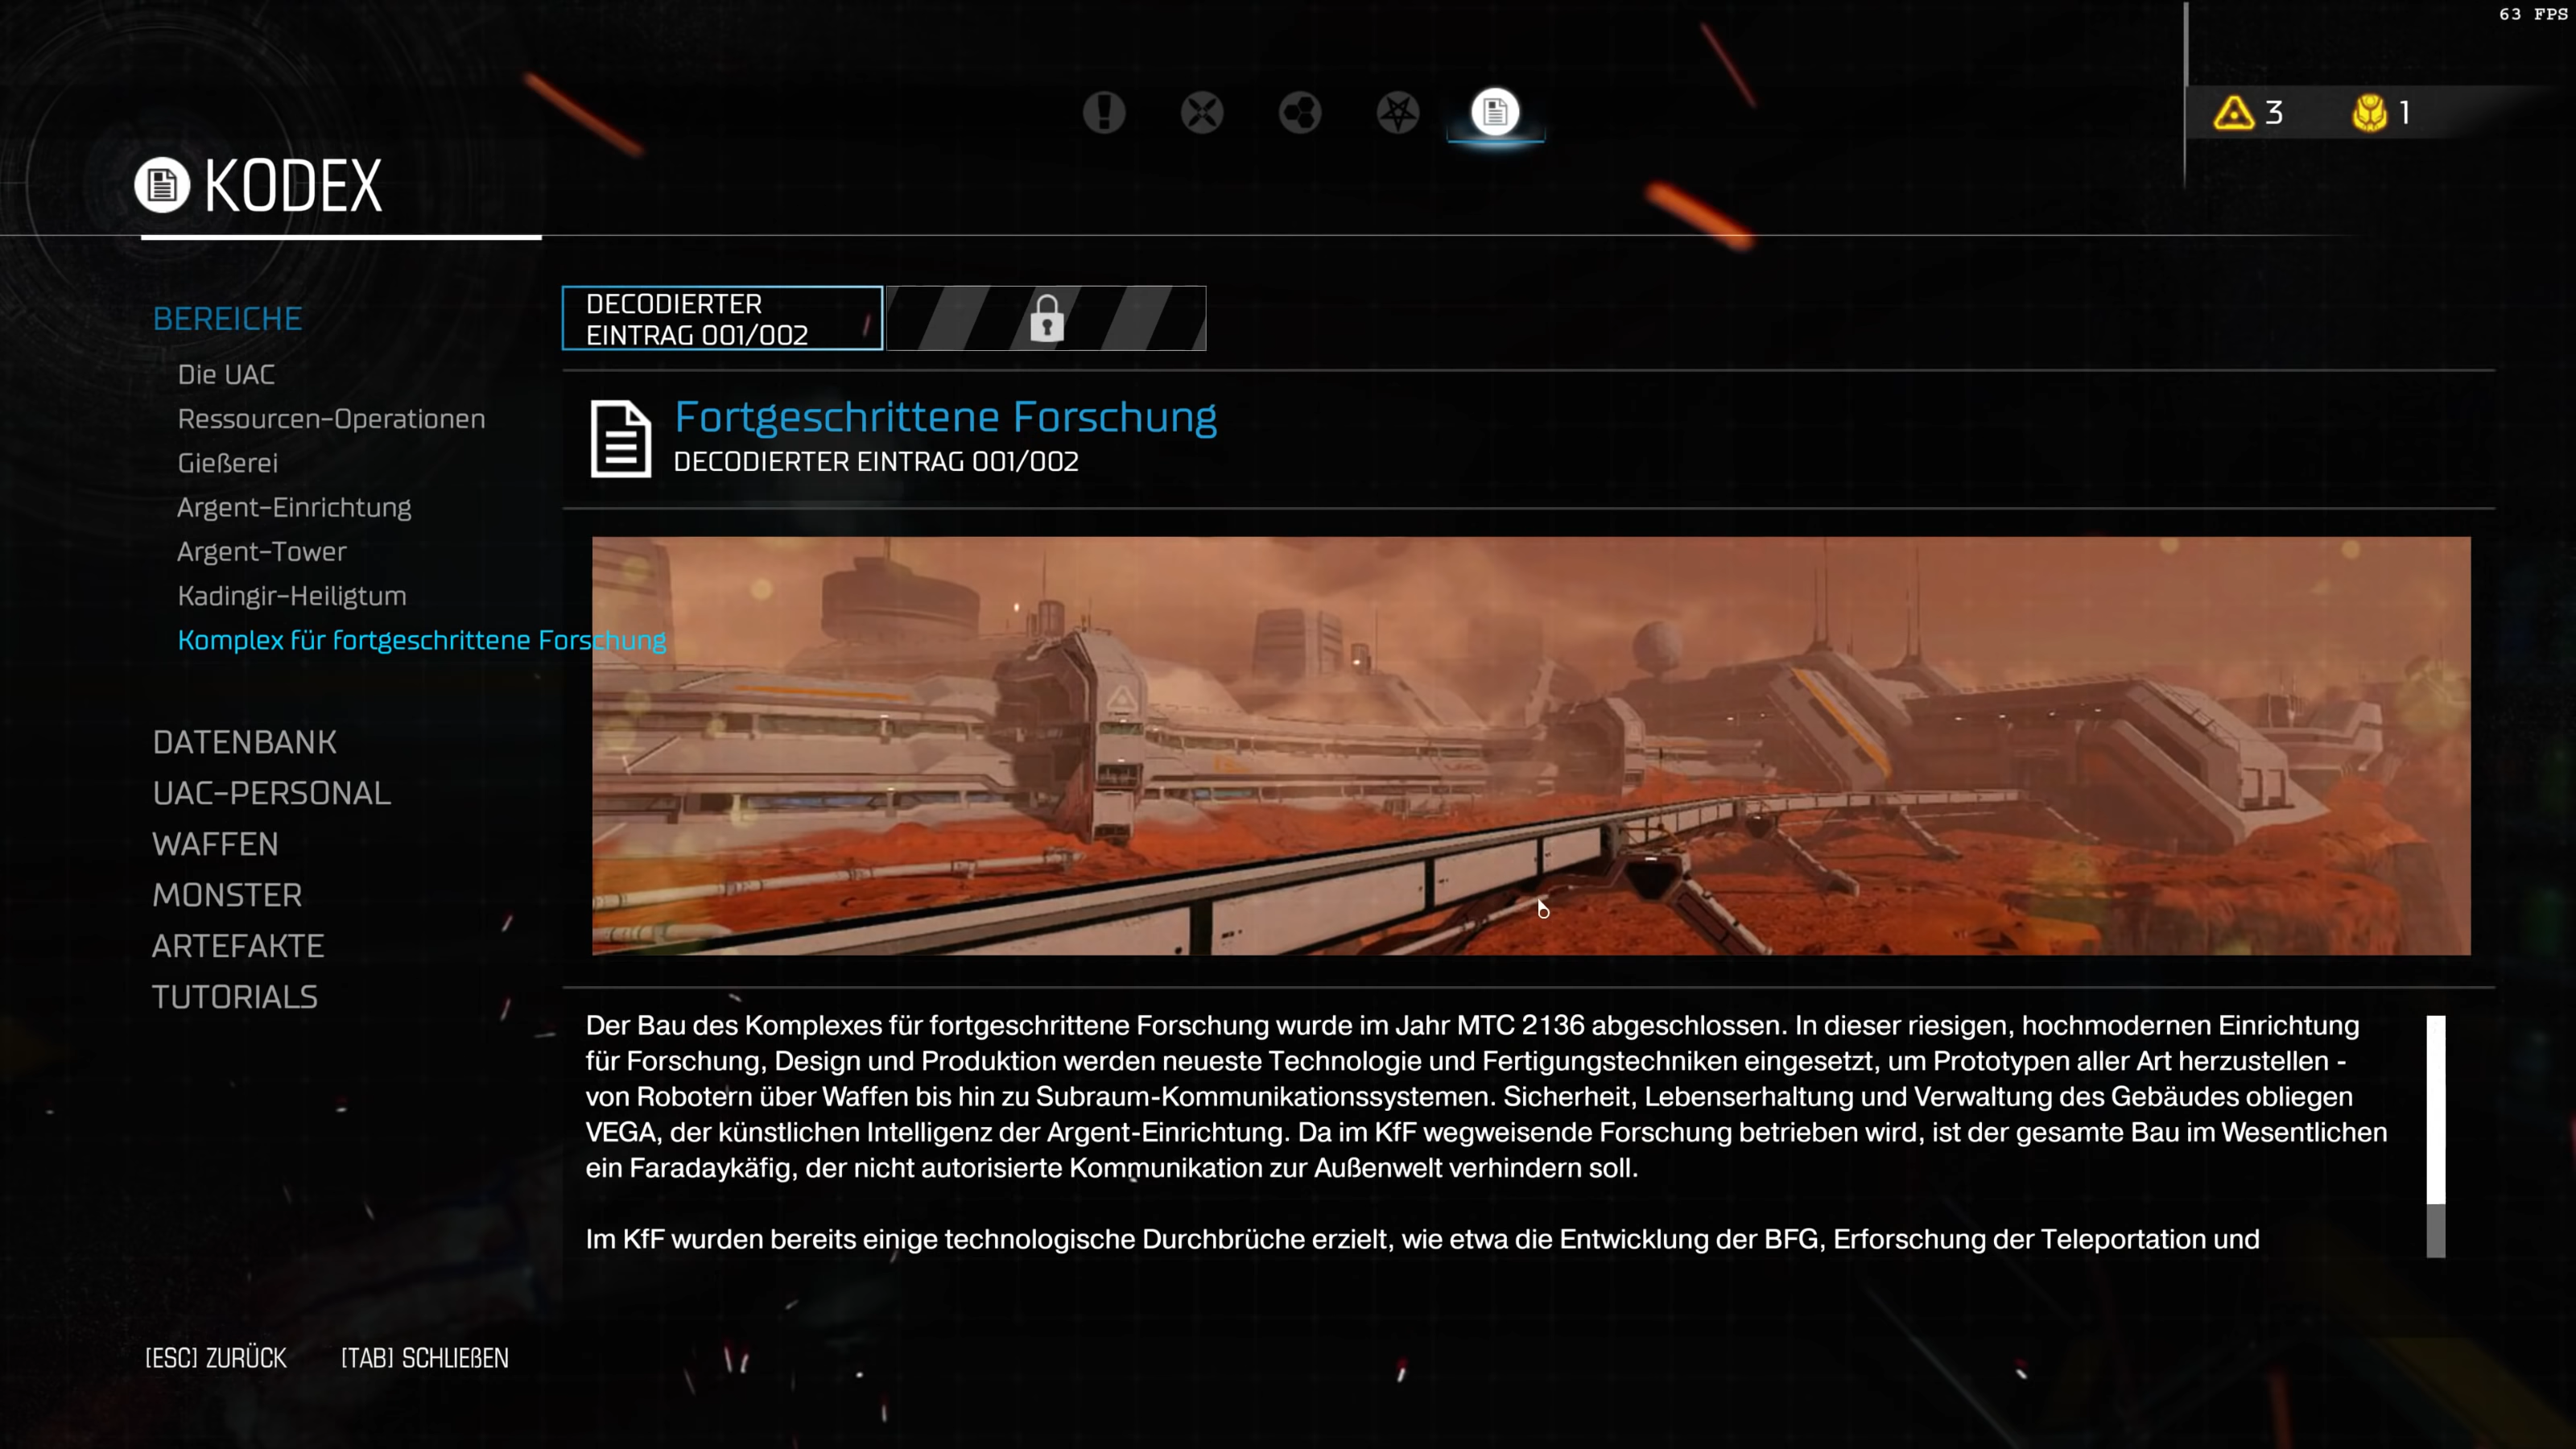 63 FPS
3
1
KODEX
BEREICHE
Die UAC
Ressourcen-Operationen
Gießerei
Argent-Einrichtung
Argent-Tower
Kadingir-Heiligtum
Komplex für fortgeschrittene Forschung
DATENBANK
UAC-PERSONAL
WAFFEN
MONSTER
ARTEFAKTE
TUTORIALS
DECODIERTER
EINTRAG 001/002
Fortgeschrittene Forschung
DECODIERTER EINTRAG 001/002
Der Bau des Komplexes für fortgeschrittene Forschung wurde im Jahr MTC 2136 abgeschlossen. In dieser riesigen, hochmodernen Einrichtung
für Forschung, Design und Produktion werden neueste Technologie und Fertigungstechniken eingesetzt, um Prototypen aller Art herzustellen -
von Robotern über Waffen bis hin zu Subraum-Kommunikationssystemen. Sicherheit, Lebenserhaltung und Verwaltung des Gebäudes obliegen
VEGA, der künstlichen Intelligenz der Argent-Einrichtung. Da im KfF wegweisende Forschung betrieben wird, ist der gesamte Bau im Wesentlichen
ein Faradaykäfig, der nicht autorisierte Kommunikation zur Außenwelt verhindern soll.
Im KfF wurden bereits einige technologische Durchbrüche erzielt, wie etwa die Entwicklung der BFG, Erforschung der Teleportation und
[ESC] ZURÜCK
[TAB] SCHLIEßEN